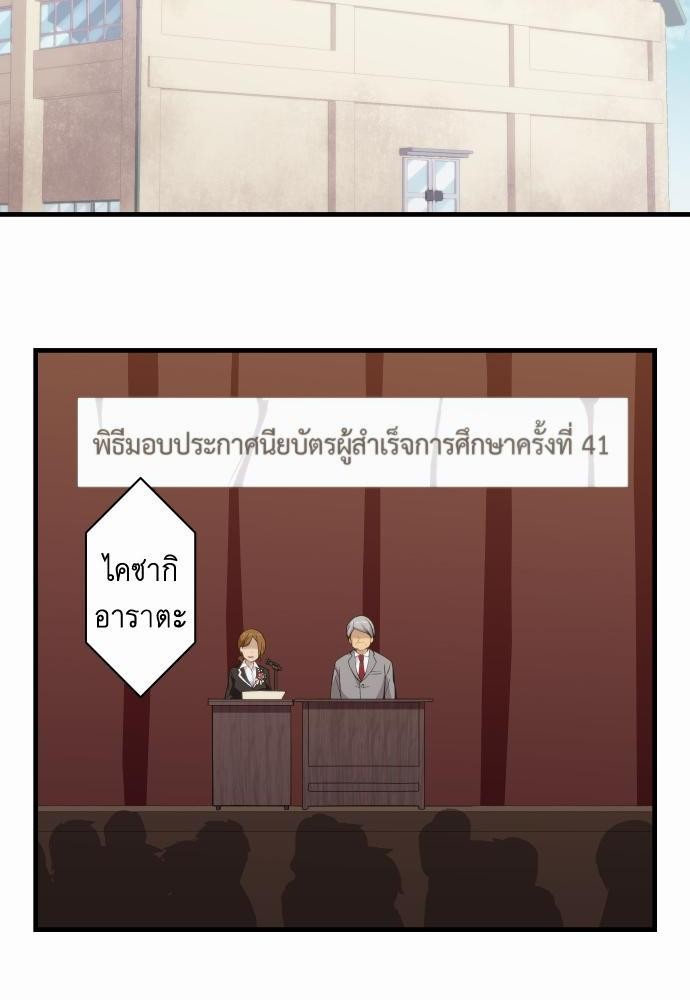 พิธีมอบประกาศนียบัตรผู้สำเร็จการศึกษาครั้งที่ 41
ไคซากิ
อาราตะ